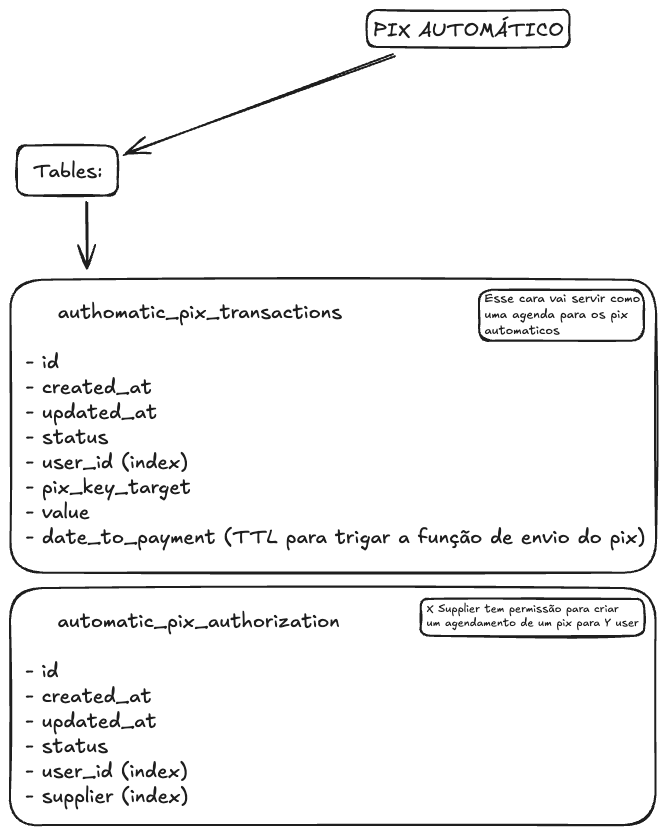 PIX AUTOMÁTICO
Tables:
authomatic_pix_transactions
Esse cara vai servir como
uma agenda para os pix
automaticos
- id
- created_at
- updated_at
- status
- user_id (index)
- pix_key_target
- value
- date_to_payment (TTL para trigar a função de envio do pix)
automatic_pix_authorization
X Supplier tem permissão para criar
um agendamento de um pix para Y user
- id
- created_at
- updated_at
- status
- user_id (index)
- supplier (index)